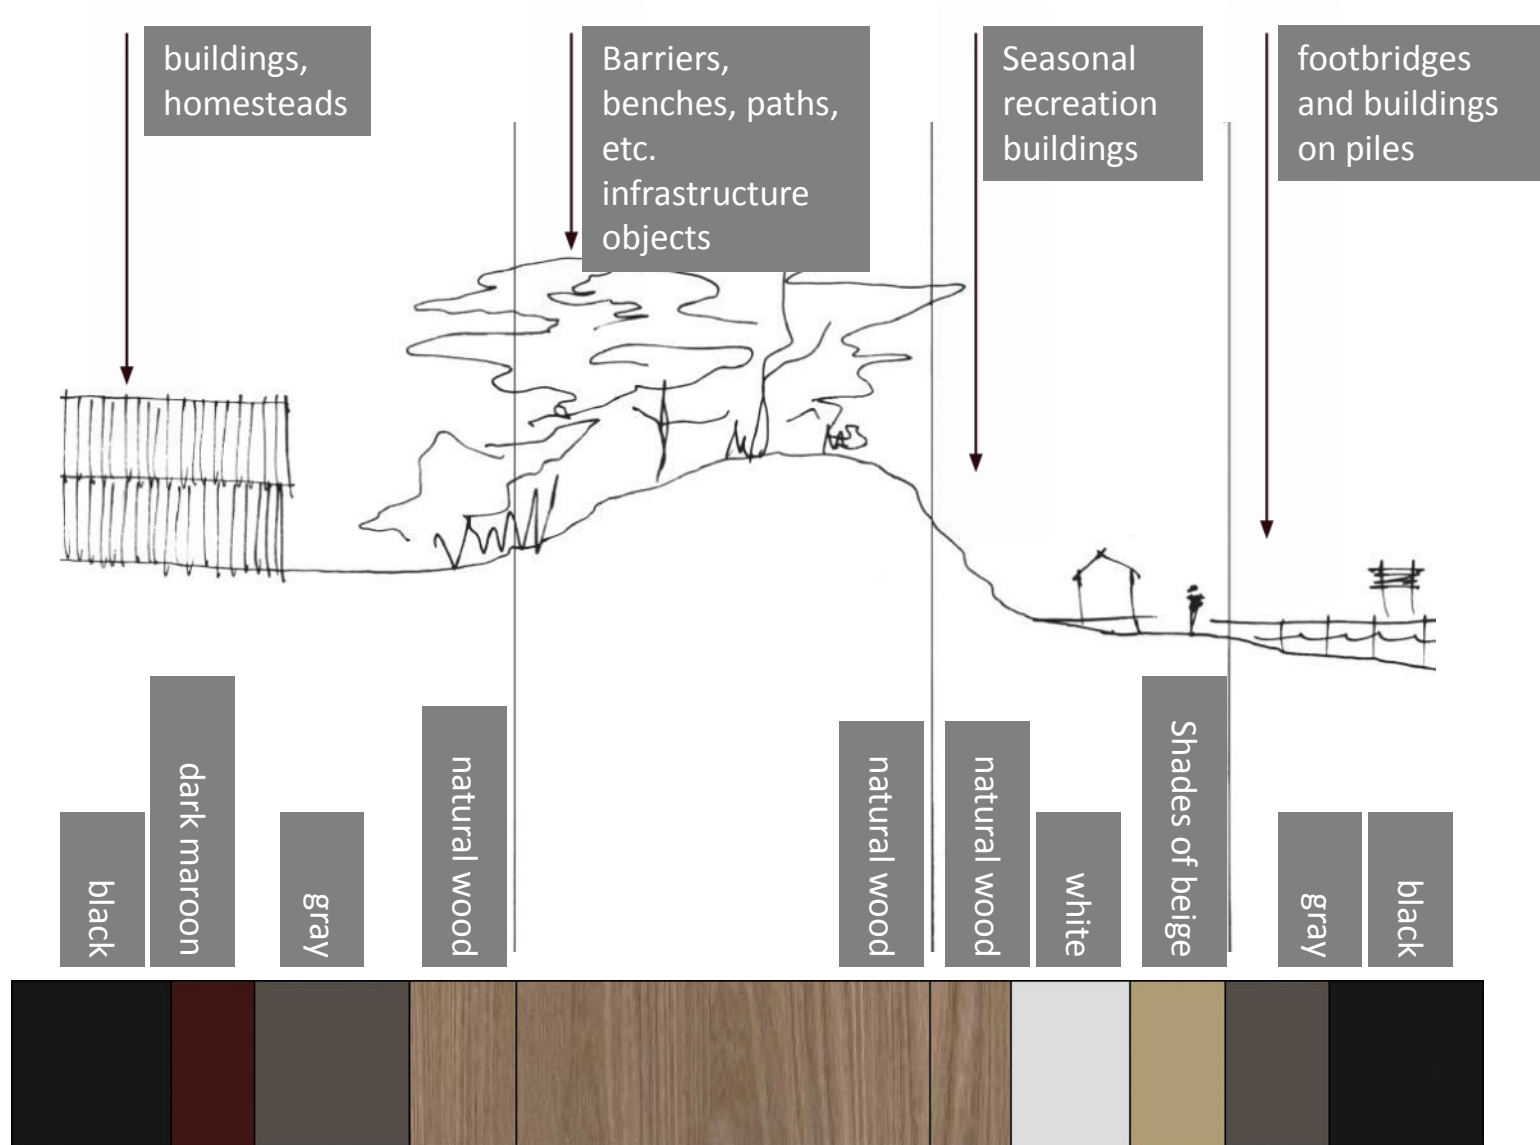 buildings,
homesteads
Barriers,
benches, paths,
etc.
infrastructure
objects
Seasonal
recreation
buildings
footbridges
and buildings
on piles
black
dark maroon
gray
natural wood
natural wood
natural wood
white
Shades of beige
gray
black